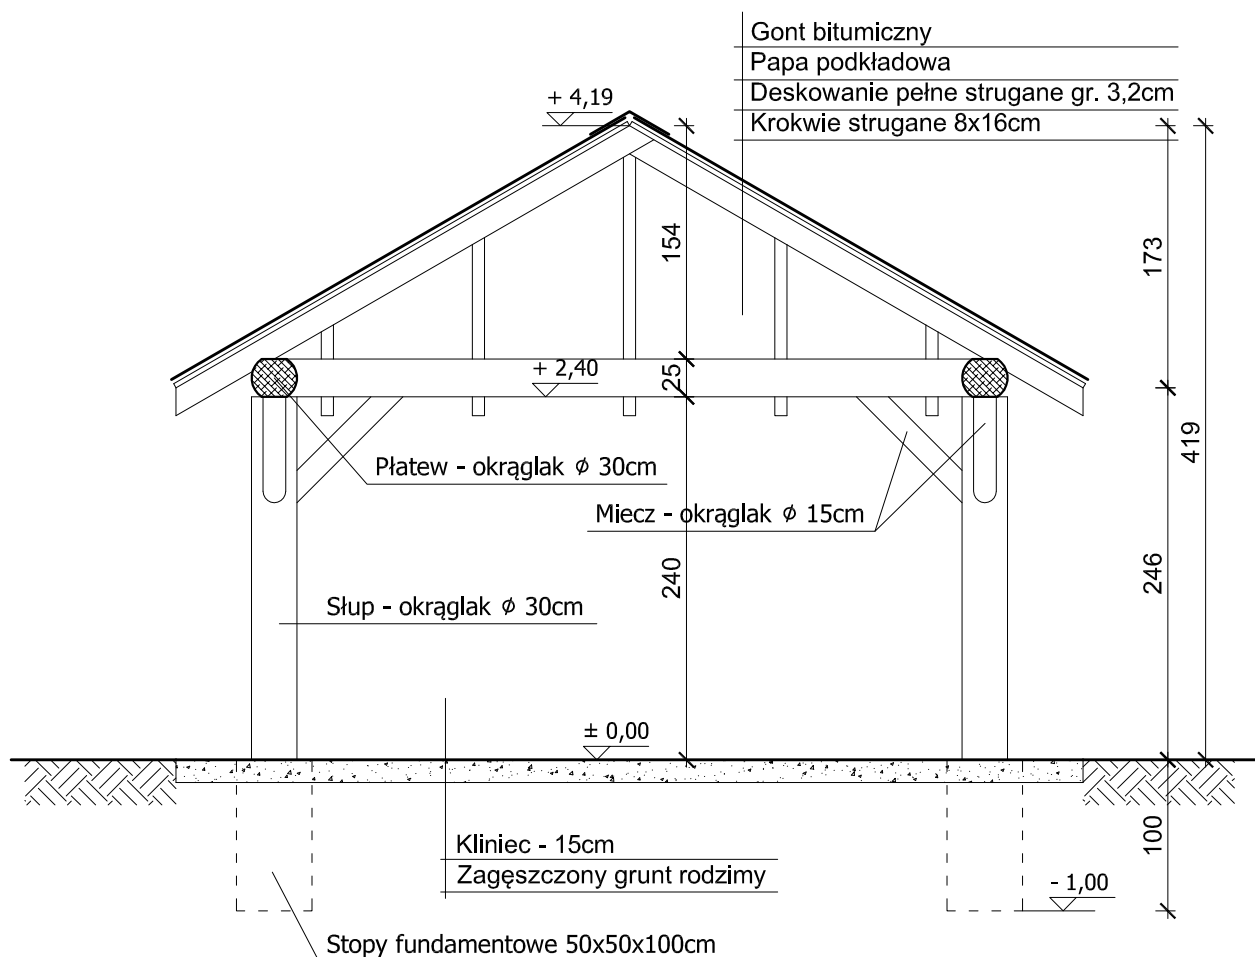 Gont bitumiczny
Papa podkładowa
Deskowanie pełne strugane gr. 3,2cm
Krokwie strugane 8x16cm
+ 4,19
154
173
25
+ 2,40
419
Płatew - okrąglak ϕ 30cm
Miecz - okrąglak ϕ 15cm
240
246
Słup - okrąglak ϕ 30cm
± 0,00
100
Kliniec - 15cm
Zagęszczony grunt rodzimy
- 1,00
Stopy fundamentowe 50x50x100cm